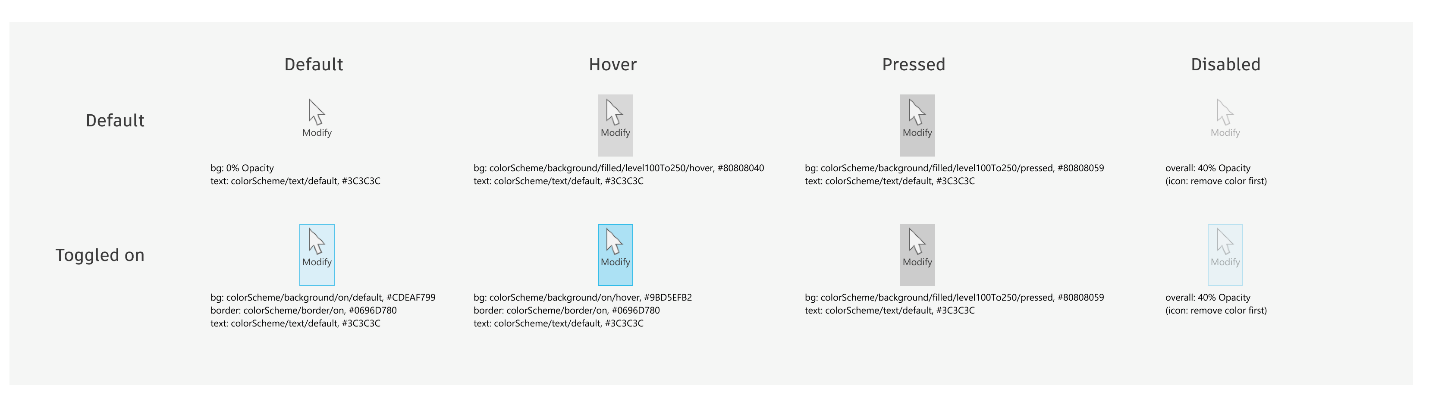 Default Hover Pressed Disabled
Default
Modify Modify Modify Modify
bg: 0% Opacity
text: colorScheme/text/default, #3C3C3C
bg: colorScheme/background/filled/level100To250/hover, #80808040
text: colorScheme/text/default, #3C3C3C
bg: colorScheme/background/filled/level100To250/pressed, #80808059
text: colorScheme/text/default, #3C3C3C
overall: 40% Opacity
(icon: remove color first)
Toggled on
Modify Modify Modify Modify
bg: colorScheme/background/on/default, #CDEAF799
border: colorScheme/border/on, #0696D780
text: colorScheme/text/default, #3C3C3C
bg: colorScheme/background/on/hover, #9BD5EFB2
border: colorScheme/border/on, #0696D780
text: colorScheme/text/default, #3C3C3C
bg: colorScheme/background/filled/level100To250/pressed, #80808059
text: colorScheme/text/default, #3C3C3C
overall: 40% Opacity
(icon: remove color first)